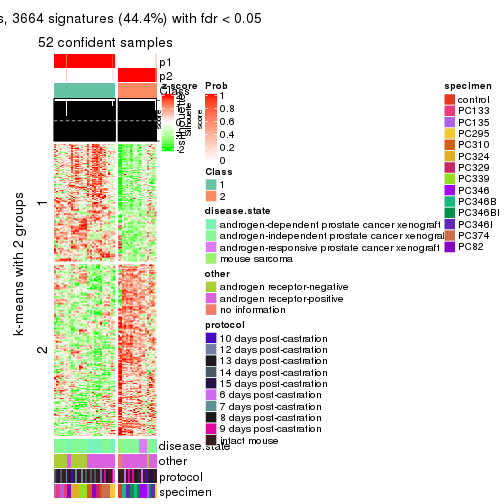 s, 3664 signatures (44.4%) with fdr < 0.05
52 confident samples
p1
p2
Class
k-means with 2 groups
1
2
z-score
Silhouette
score
Prob
1
0.8
0.6
0.4
0.2
0
Class
1
2
disease.state
androgen-dependent prostate cancer xenograft
androgen-independent prostate cancer xenograft
androgen-responsive prostate cancer xenograft
mouse sarcoma
other
androgen receptor-negative
androgen receptor-positive
no information
protocol
10 days post-castration
12 days post-castration
13 days post-castration
14 days post-castration
15 days post-castration
6 days post-castration
7 days post-castration
8 days post-castration
9 days post-castration
intact mouse
specimen
control
PC133
PC135
PC295
PC310
PC324
PC329
PC339
PC346
PC346B
PC346BI
PC346I
PC374
PC82
disease.state
other
protocol
specimen